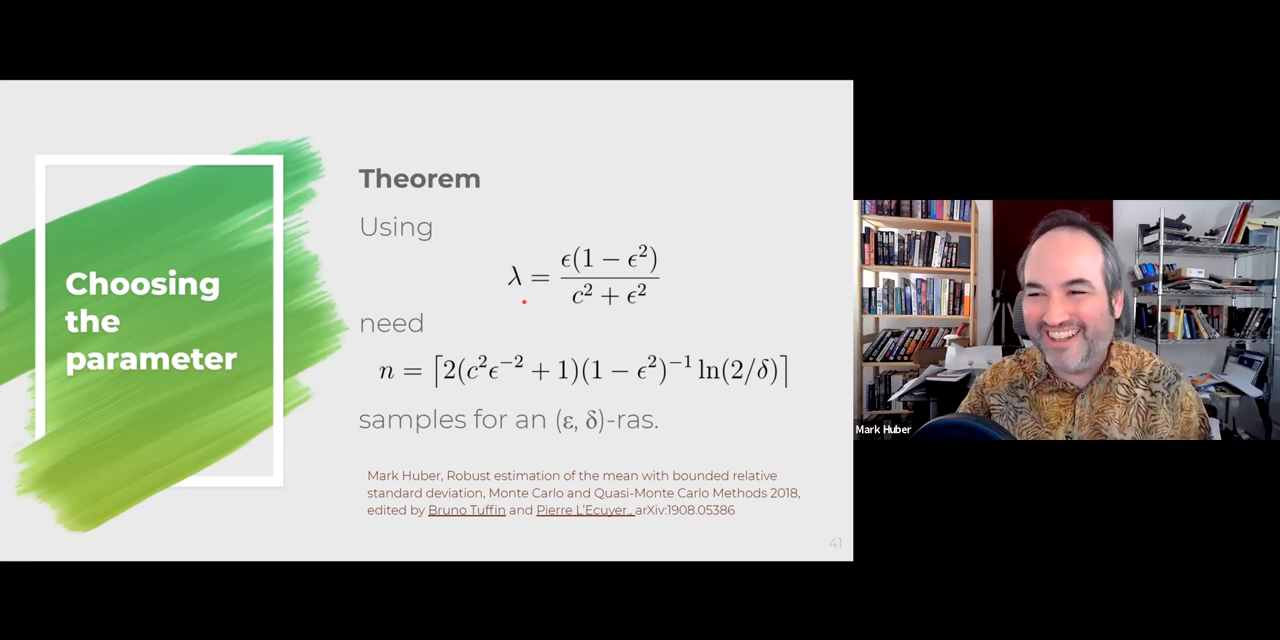 Choosing
the
parameter
Theorem
Using
λ = ϵ(1 − ϵ²) / c² + ϵ²
need
n = ⌈2(c²ϵ⁻² + 1)(1 − ϵ²)⁻¹ ln(2/δ)⌉
samples for an (ε, δ)-ras.
Mark Huber, Robust estimation of the mean with bounded relative
standard deviation, Monte Carlo and Quasi-Monte Carlo Methods 2018,
edited by Bruno Tuffin and Pierre L’Ecuyer., arXiv:1908.05386
41
Mark Huber